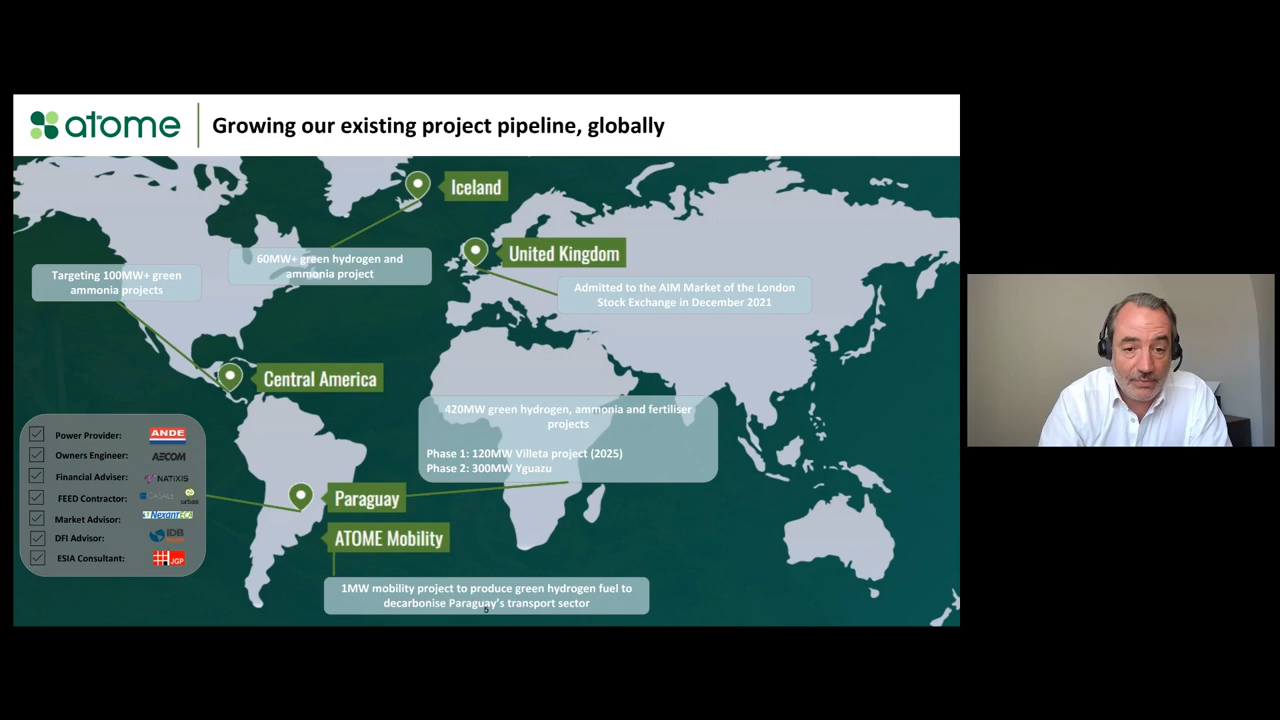 atome
Growing our existing project pipeline, globally
Iceland
60MW+ green hydrogen and
ammonia project
United Kingdom
Admitted to the AIM Market of the London
Stock Exchange in December 2021
Targeting 100MW+ green
ammonia projects
Central America
420MW green hydrogen, ammonia and fertiliser
projects
Phase 1: 120MW Villeta project (2025)
Phase 2: 300MW Yguazu
Power Provider: ANDE
Owners Engineer: AECOM
Financial Adviser: NATIXIS
FEED Contractor: CASALE urbas
Market Advisor: NexantECA
DFI Advisor: IDB
ESIA Consultant: JGP
Paraguay
ATOME Mobility
1MW mobility project to produce green hydrogen fuel to
decarbonise Paraguay's transport sector
5